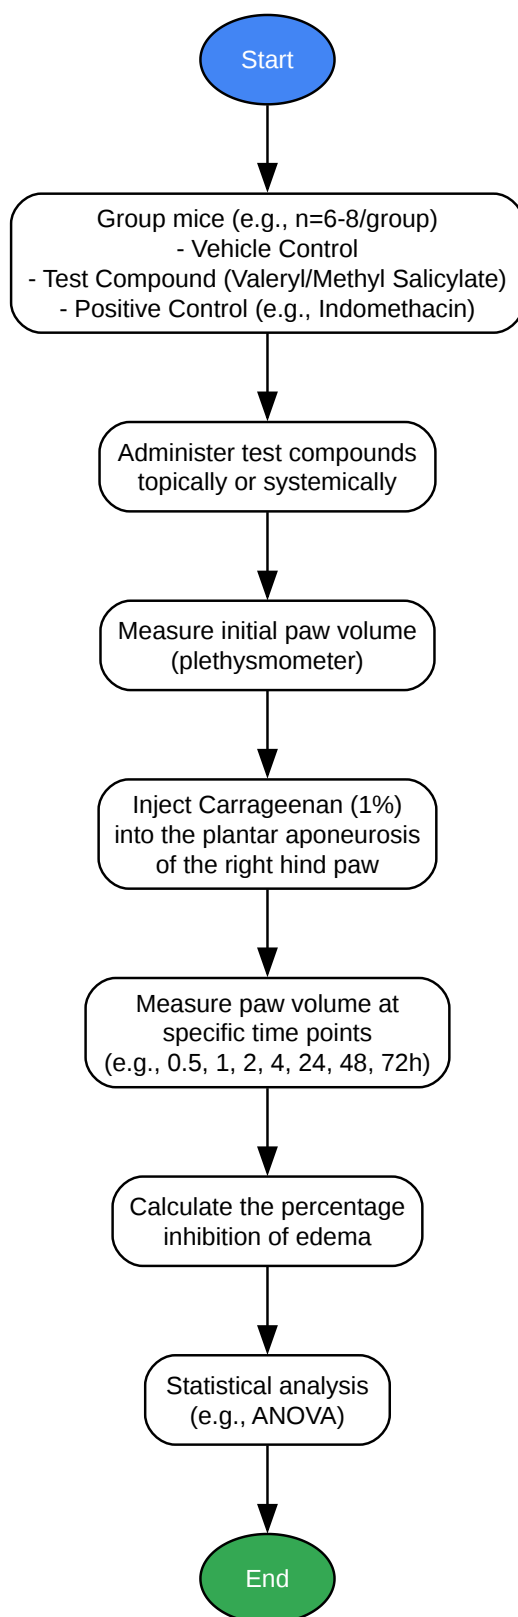 Start
Group mice (e.g., n=6-8/group)
- Vehicle Control
- Test Compound (Valeryl/Methyl Salicylate)
- Positive Control (e.g., Indomethacin)
Administer test compounds
topically or systemically
Measure initial paw volume
(plethysmometer)
Inject Carrageenan (1%)
into the plantar aponeurosis
of the right hind paw
Measure paw volume at
specific time points
(e.g., 0.5, 1, 2, 4, 24, 48, 72h)
Calculate the percentage
inhibition of edema
Statistical analysis
(e.g., ANOVA)
End